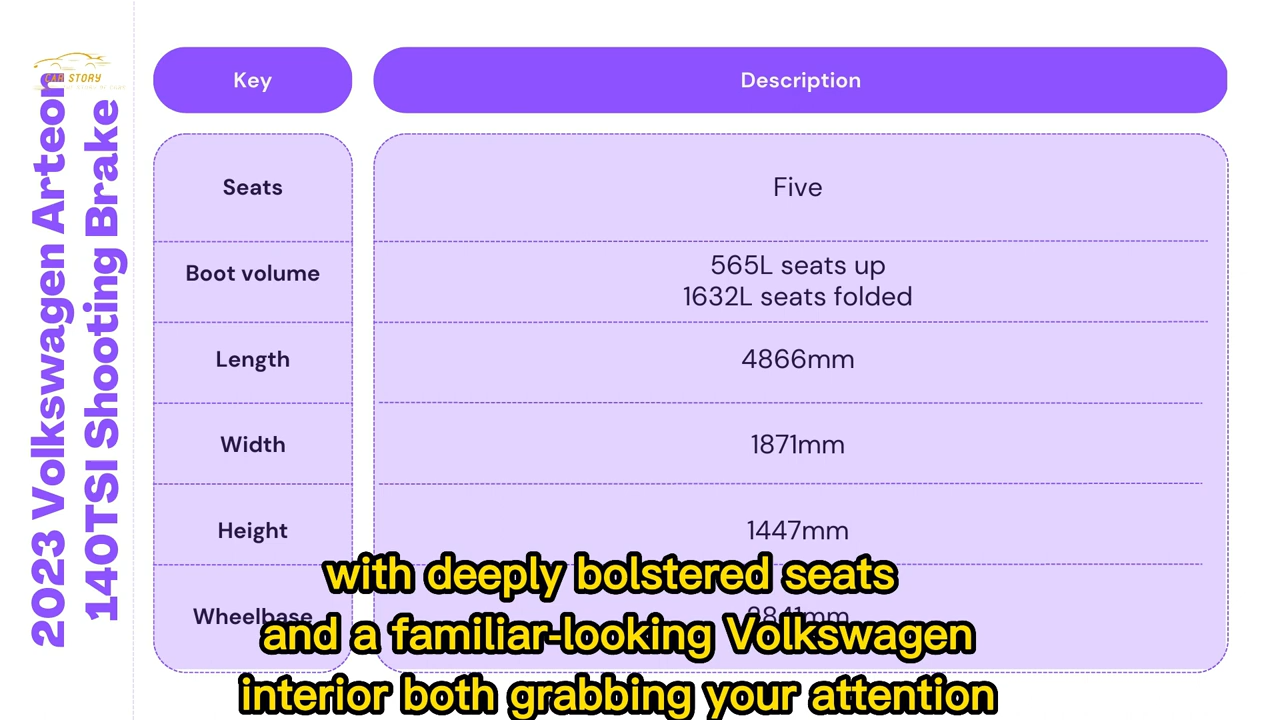 2023 Volkswagen Arteon
140TSI Shooting Brake
CAR STORY
Key
Description
Seats
Five
Boot volume
565L seats up
1632L seats folded
Length
4866mm
Width
1871mm
Height
1447mm
Wheelbase
with deeply bolstered seats
and a familiar-looking Volkswagen
interior both grabbing your attention